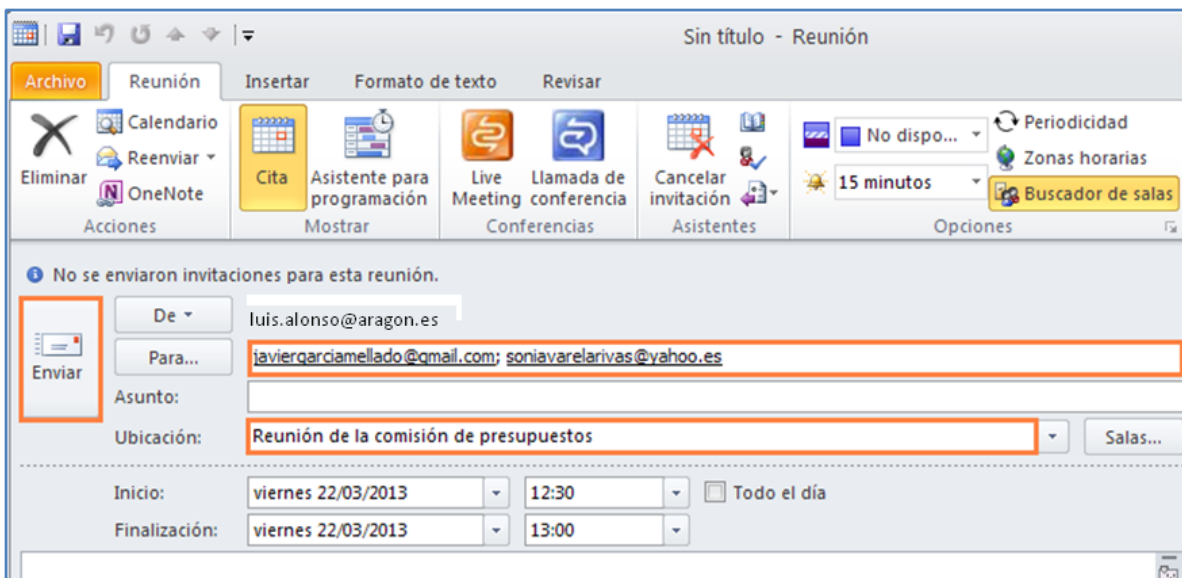 Sin título - Reunión
Archivo Reunión Insertar Formato de texto Revisar
Eliminar
Calendario
Reenviar
OneNote
Acciones
Cita
Asistente para
programación
Mostrar
Live
Meeting
Llamada de
conferencia
Conferencias
Cancelar
invitación
Asistentes
No dispo...
15 minutos
Periodicidad
Zonas horarias
Buscador de salas
Opciones
No se enviaron invitaciones para esta reunión.
Enviar
De luis.alonso@aragon.es
Para... javiergarciamellado@gmail.com; soniavarelarivas@yahoo.es
Asunto:
Ubicación: Reunión de la comisión de presupuestos Salas...
Inicio: viernes 22/03/2013 12:30 Todo el día
Finalización: viernes 22/03/2013 13:00